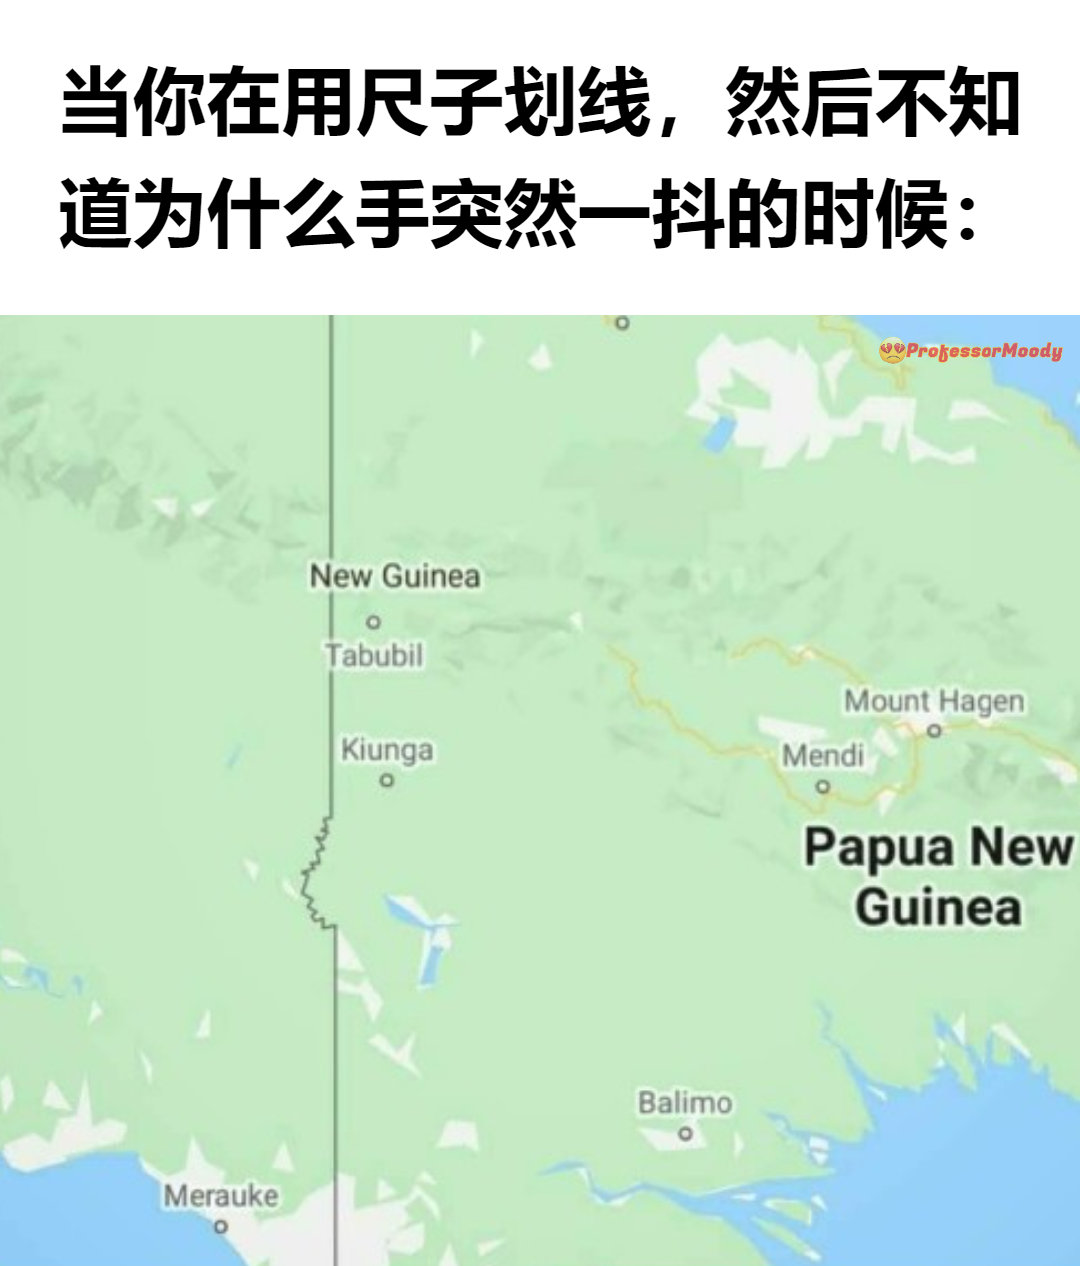 当你在用尺子划线，然后不知
道为什么手突然一抖的时候：
ProfessorMoody
New Guinea
Tabubil
Mount Hagen
Kiunga
Mendi
Papua New
Guinea
Balimo
Merauke